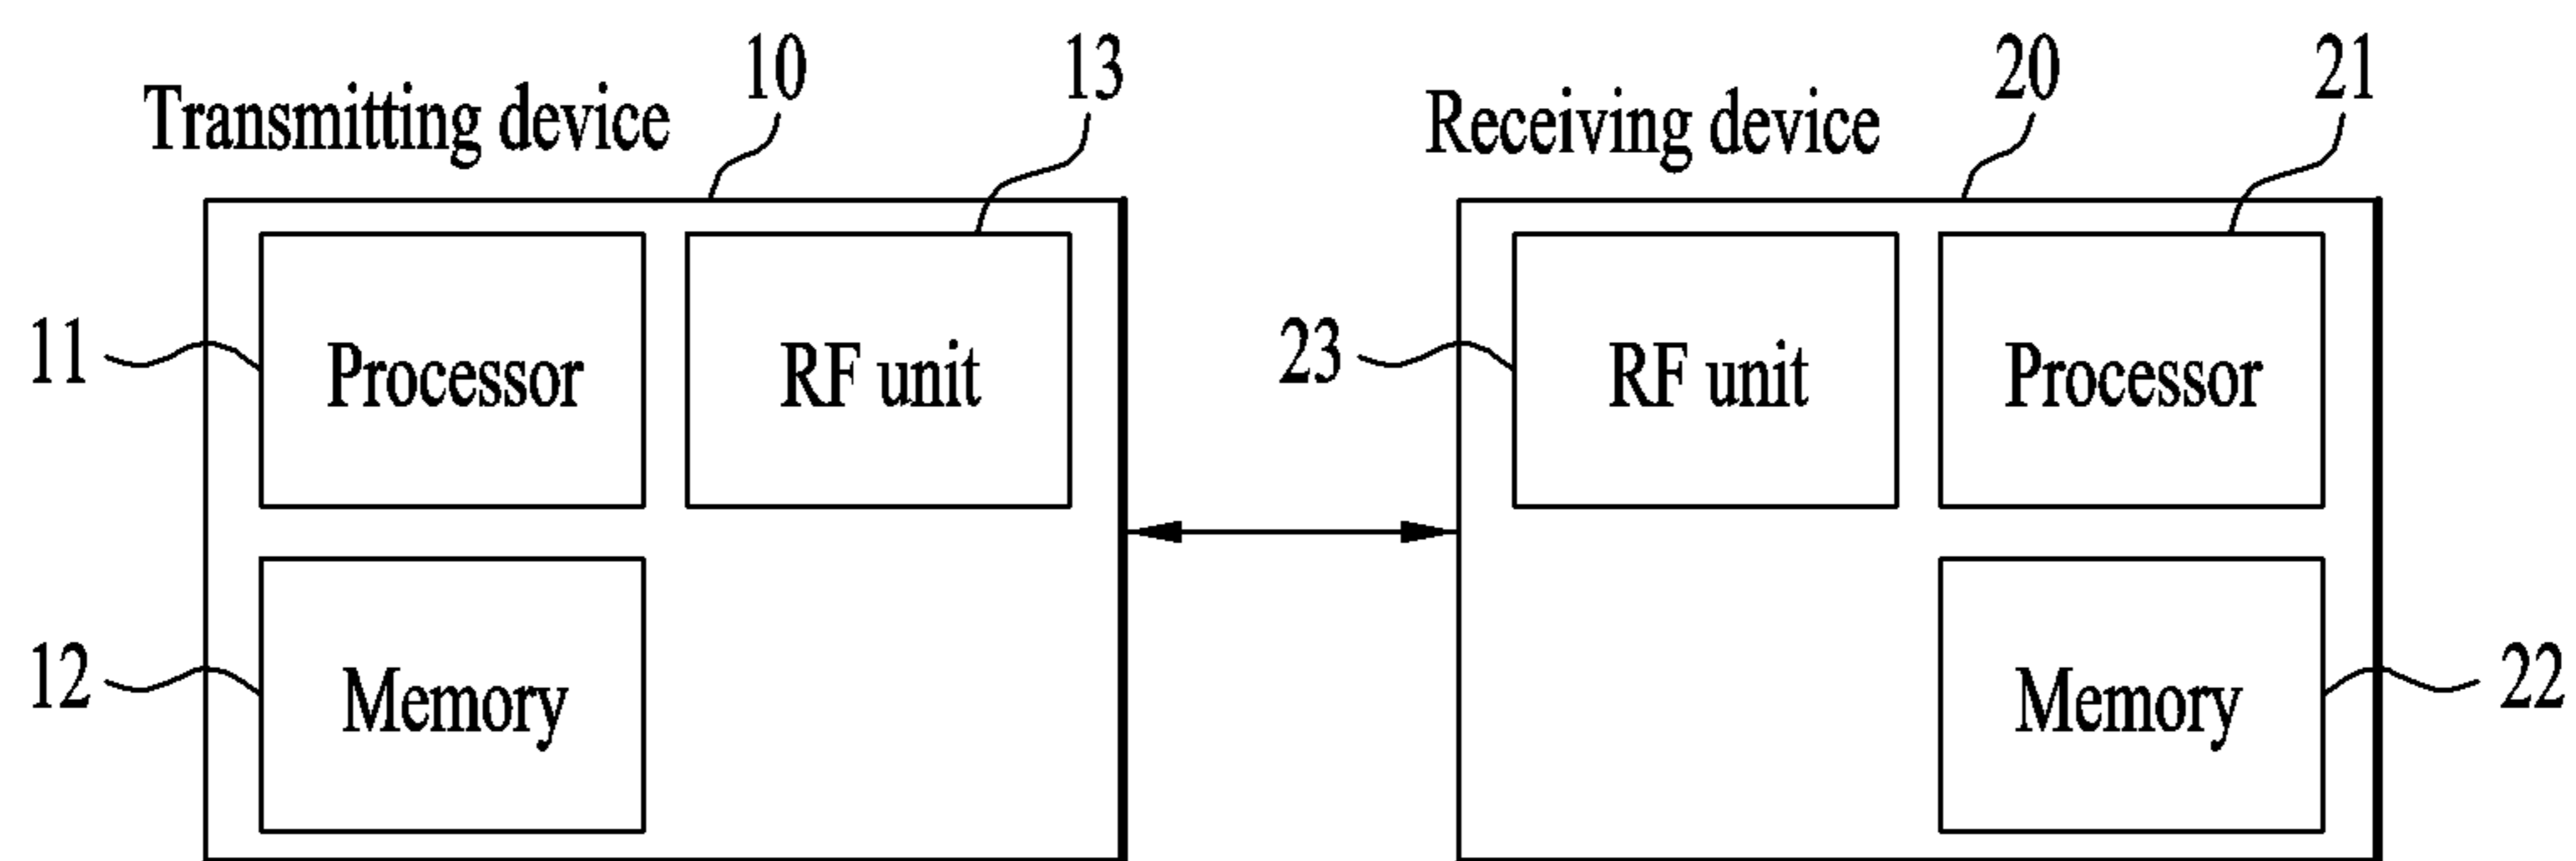 Transmitting device
10
13
Receiving device
20
21
11
Processor
RF unit
23
RF unit
Processor
12
Memory
Memory
22